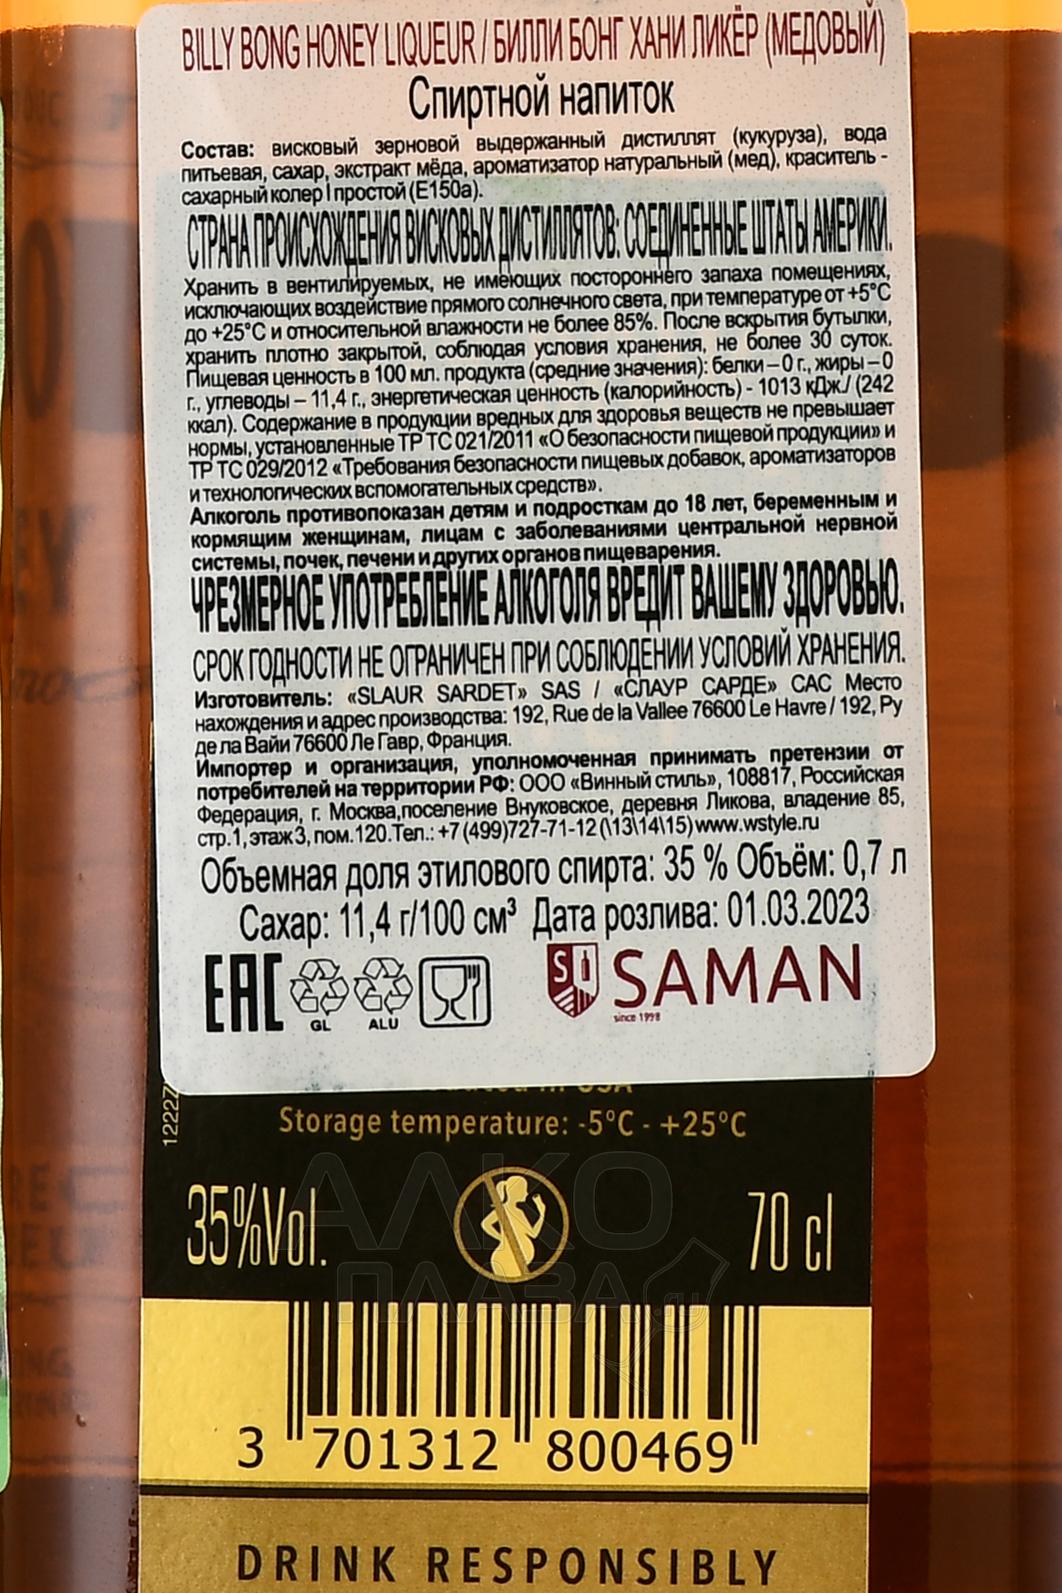 BILLY BONG HONEY LIQUEUR / БИЛЛИ БОНГ ХАНИ ЛИКЁР (МЕДОВЫЙ)
Спиртной напиток
Состав: висковый зерновой выдержанный дистиллят (кукуруза), вода
питьевая, сахар, экстракт мёда, ароматизатор натуральный (мед), краситель -
сахарный колер I простой (Е150а).
СТРАНА ПРОИСХОЖДЕНИЯ ВИСКОВЫХ ДИСТИЛЛЯТОВ: СОЕДИНЕННЫЕ ШТАТЫ АМЕРИКИ.
Хранить в вентилируемых, не имеющих постороннего запаха помещениях,
исключающих воздействие прямого солнечного света, при температуре от +5°С
до +25°С и относительной влажности не более 85%. После вскрытия бутылки,
хранить плотно закрытой, соблюдая условия хранения, не более 30 суток.
Пищевая ценность в 100 мл. продукта (средние значения): белки – 0 г., жиры – 0
г., углеводы – 11,4 г., энергетическая ценность (калорийность) - 1013 кДж./ (242
ккал). Содержание в продукции вредных для здоровья веществ не превышает
нормы, установленные ТР ТС 021/2011 «О безопасности пищевой продукции» и
ТР ТС 029/2012 «Требования безопасности пищевых добавок, ароматизаторов
и технологических вспомогательных средств».
Алкоголь противопоказан детям и подросткам до 18 лет, беременным и
кормящим женщинам, лицам с заболеваниями центральной нервной
системы, почек, печени и других органов пищеварения.
ЧРЕЗМЕРНОЕ УПОТРЕБЛЕНИЕ АЛКОГОЛЯ ВРЕДИТ ВАШЕМУ ЗДОРОВЬЮ.
СРОК ГОДНОСТИ НЕ ОГРАНИЧЕН ПРИ СОБЛЮДЕНИИ УСЛОВИЙ ХРАНЕНИЯ.
Изготовитель: «SLAUR SARDET» SAS / «СЛАУР САРДЕ» САС Место
нахождения и адрес производства: 192, Rue de la Vallee 76600 Le Havre / 192, Ру
де ла Вайи 76600 Ле Гавр, Франция.
Импортер и организация, уполномоченная принимать претензии от
потребителей на территории РФ: ООО «Винный стиль», 108817, Российская
Федерация, г. Москва,поселение Внуковское, деревня Ликова, владение 85,
стр.1, этаж 3, пом.120.Тел.: +7 (499)727-71-12 (\13\14\15) www.wstyle.ru
Объемная доля этилового спирта: 35 % Объём: 0,7 л
Сахар: 11,4 г/100 см³ Дата розлива: 01.03.2023
EAC GL ALU SAMAN
since 1998
in USA
1222Z
Storage temperature: -5°C - +25°C
35%Vol. 70 cl
АЛКО
ПЛАЗА.ру
3 701312 800469
DRINK RESPONSIBLY